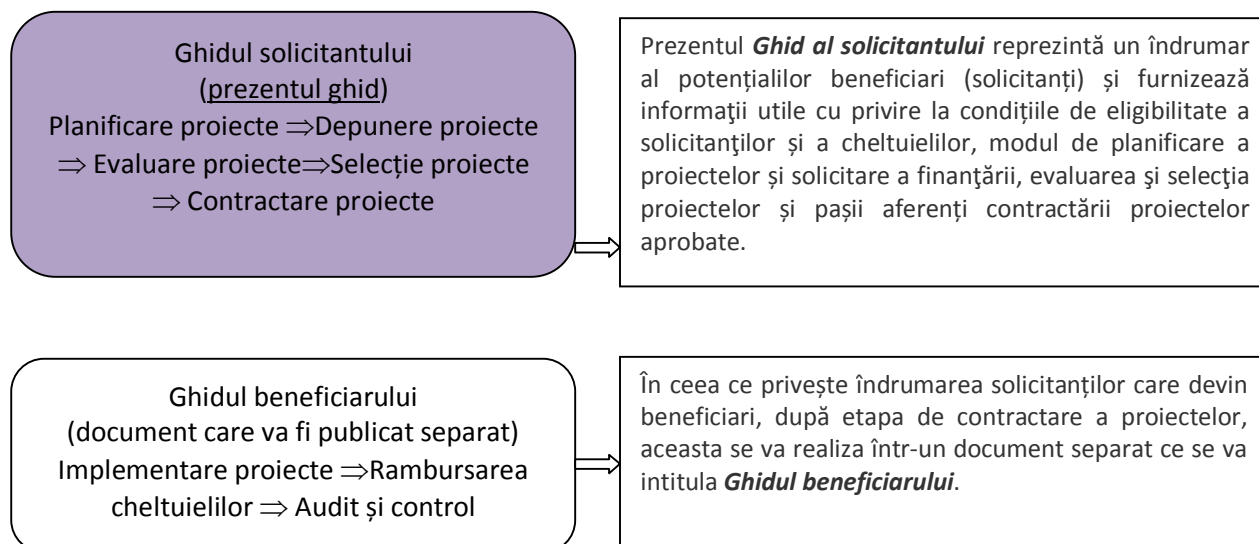 Ghidul solicitantului
(prezentul ghid)
Planificare proiecte ⇒Depunere proiecte
⇒ Evaluare proiecte⇒Selecție proiecte
⇒ Contractare proiecte
Prezentul Ghid al solicitantului reprezintă un îndrumar
al potențialilor beneficiari (solicitanți) și furnizează
informaţii utile cu privire la condițiile de eligibilitate a
solicitanţilor și a cheltuielilor, modul de planificare a
proiectelor și solicitare a finanţării, evaluarea şi selecţia
proiectelor și pașii aferenți contractării proiectelor
aprobate.
Ghidul beneficiarului
(document care va fi publicat separat)
Implementare proiecte ⇒Rambursarea
cheltuielilor ⇒ Audit și control
În ceea ce privește îndrumarea solicitanților care devin
beneficiari, după etapa de contractare a proiectelor,
aceasta se va realiza într-un document separat ce se va
intitula Ghidul beneficiarului.